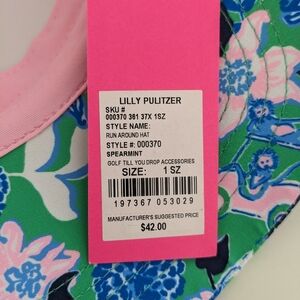 LILLY PULITZER
SKU #
000370 361 37X 1SZ
STYLE NAME:
RUN AROUND HAT
STYLE #: 000370
SPEARMINT
GOLF TILL YOU DROP ACCESSORIES
SIZE: 1 SZ
197367 053029
MANUFACTURER'S SUGGESTED PRICE
$42.00